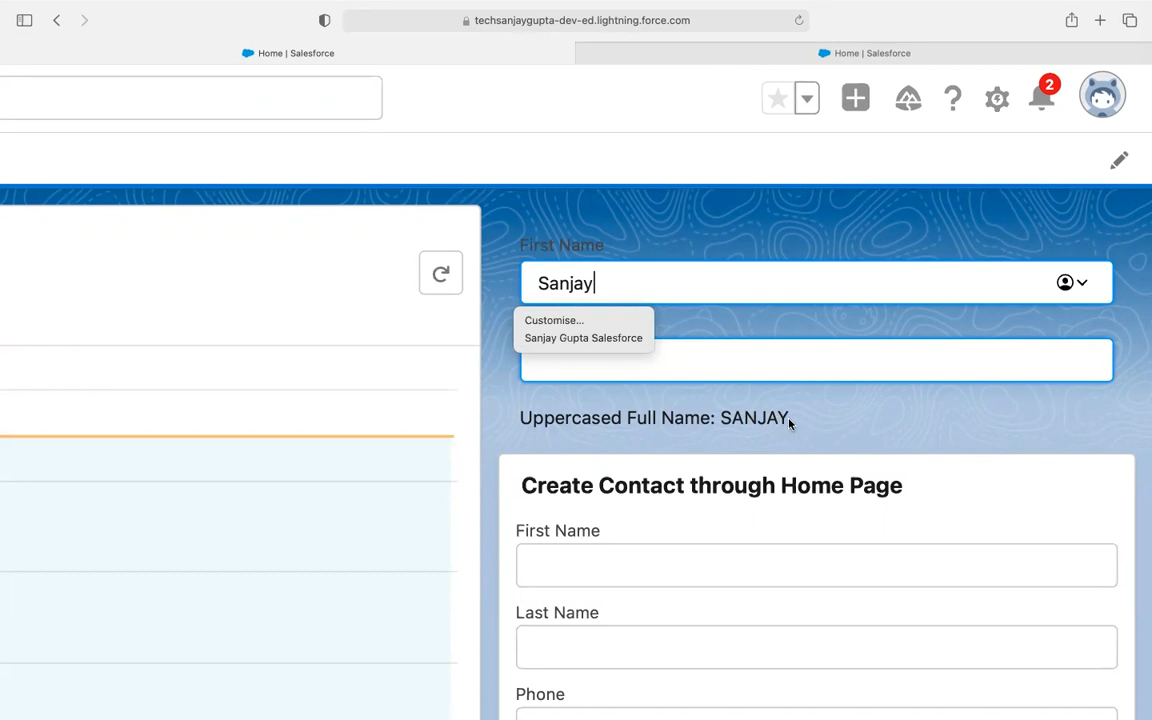 techsanjaygupta-dev-ed.lightning.force.com
Home | Salesforce
Home | Salesforce
2
First Name
Sanjay
Customise...
Sanjay Gupta Salesforce
Uppercased Full Name: SANJAY
Create Contact through Home Page
First Name
Last Name
Phone